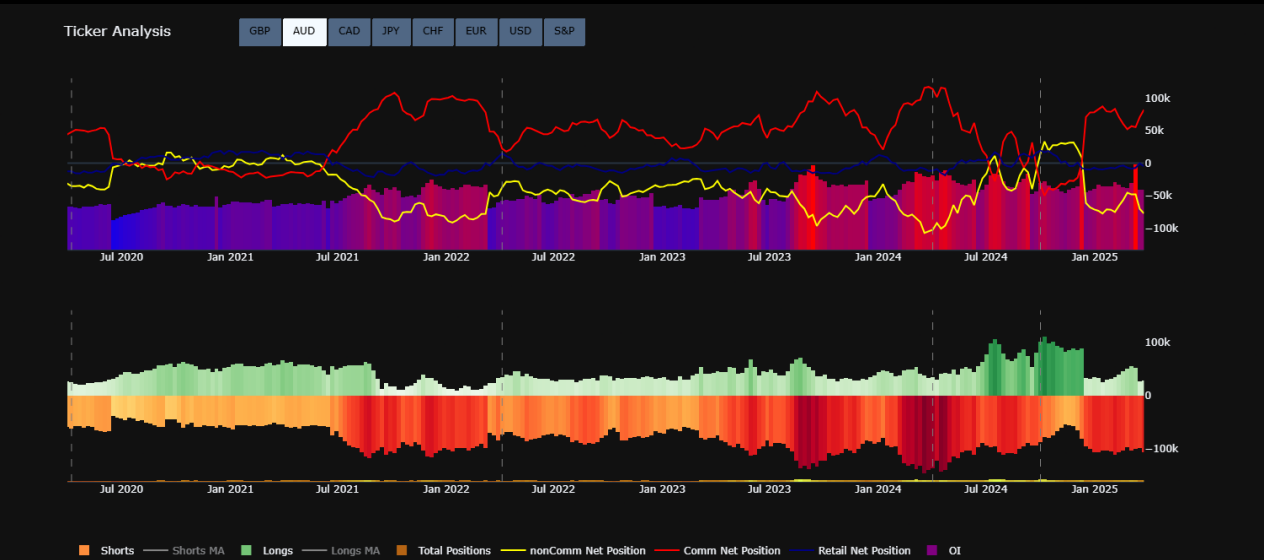 Ticker Analysis GBP AUD CAD JPY CHF EUR USD S&P
100k
50k
0
−50k
−100k
Jul 2020 Jan 2021 Jul 2021 Jan 2022 Jul 2022 Jan 2023 Jul 2023 Jan 2024 Jul 2024 Jan 2025
100k
0
−100k
Jul 2020 Jan 2021 Jul 2021 Jan 2022 Jul 2022 Jan 2023 Jul 2023 Jan 2024 Jul 2024 Jan 2025
Shorts Shorts MA Longs Longs MA Total Positions nonComm Net Position Comm Net Position Retail Net Position OI